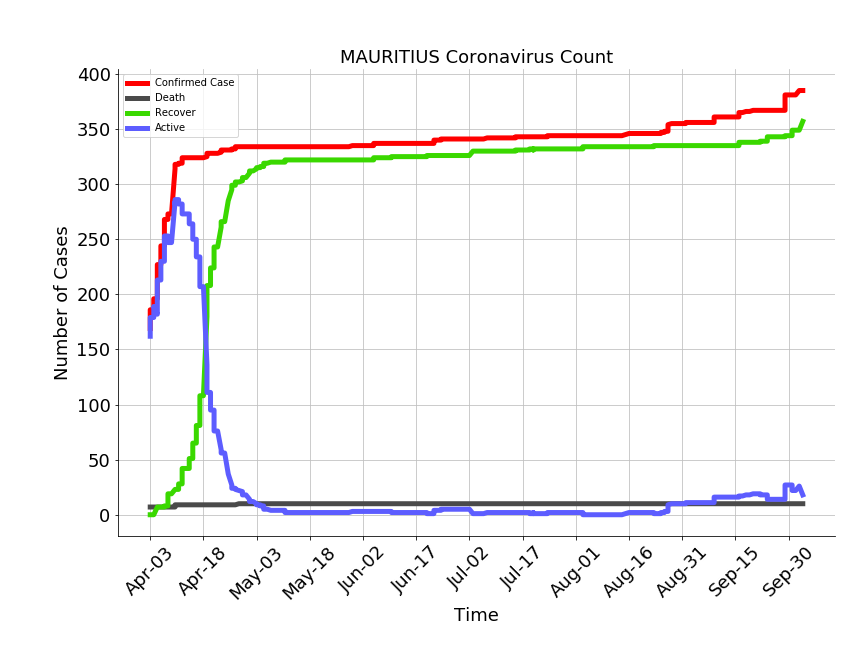 MAURITIUS Coronavirus Count
Confirmed Case
Death
Recover
Active
Number of Cases
400
350
300
250
200
150
100
50
0
Apr-03
Apr-18
May-03
May-18
Jun-02
Jun-17
Jul-02
Jul-17
Aug-01
Aug-16
Aug-31
Sep-15
Sep-30
Time